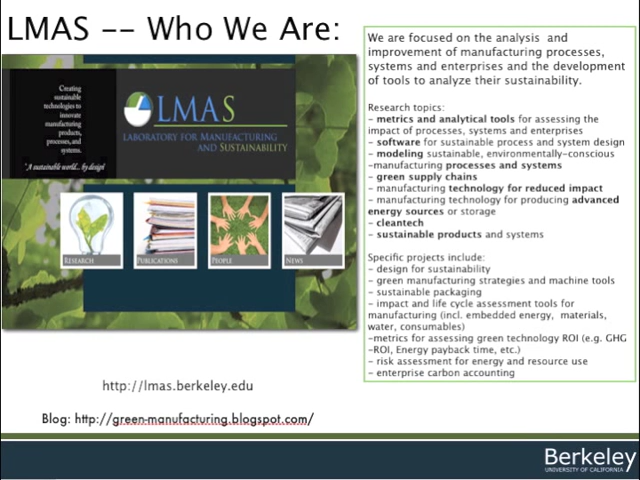 LMAS -- Who We Are:
Creating
sustainable
technologies to
innovate
manufacturing
products,
processes, and
systems.
"A sustainable world... by design"
LMAS
LABORATORY FOR MANUFACTURING
AND SUSTAINABILITY
RESEARCH
PUBLICATIONS
PEOPLE
NEWS
http://lmas.berkeley.edu
Blog: http://green-manufacturing.blogspot.com/
We are focused on the analysis and
improvement of manufacturing processes,
systems and enterprises and the development
of tools to analyze their sustainability.
Research topics:
- metrics and analytical tools for assessing the
impact of processes, systems and enterprises
- software for sustainable process and system design
- modeling sustainable, environmentally-conscious
-manufacturing processes and systems
- green supply chains
- manufacturing technology for reduced impact
- manufacturing technology for producing advanced
energy sources or storage
- cleantech
- sustainable products and systems
Specific projects include:
- design for sustainability
- green manufacturing strategies and machine tools
- sustainable packaging
- impact and life cycle assessment tools for
manufacturing (incl. embedded energy, materials,
water, consumables)
-metrics for assessing green technology ROI (e.g. GHG
-ROI, Energy payback time, etc.)
- risk assessment for energy and resource use
- enterprise carbon accounting
Berkeley
UNIVERSITY OF CALIFORNIA